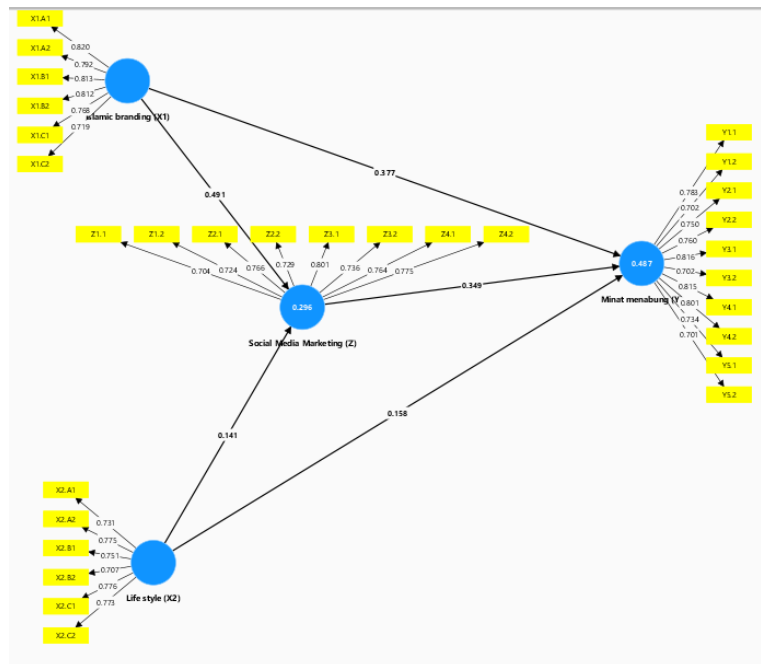 X1.A1
X1.A2
X1.B1
X1.B2
X1.C1
X1.C2
0.820
0.792
0.813
0.812
0.768
0.719
Islamic branding (X1)
0.377
0.491
Z1.1
Z1.2
Z2.1
Z2.2
Z3.1
Z3.2
Z4.1
Z4.2
0.704
0.724
0.766
0.729
0.801
0.736
0.764
0.775
0.296
Social Media Marketing (Z)
0.349
Y1.1
Y1.2
Y2.1
Y2.2
Y3.1
Y3.2
Y4.1
Y4.2
Y5.1
Y5.2
0.783
0.702
0.750
0.760
0.816
0.702
0.815
0.801
0.734
0.701
0.487
Minat menabung (Y
0.158
0.141
X2.A1
X2.A2
X2.B1
X2.B2
X2.C1
X2.C2
0.731
0.775
0.751
0.707
0.776
0.773
Life style (X2)